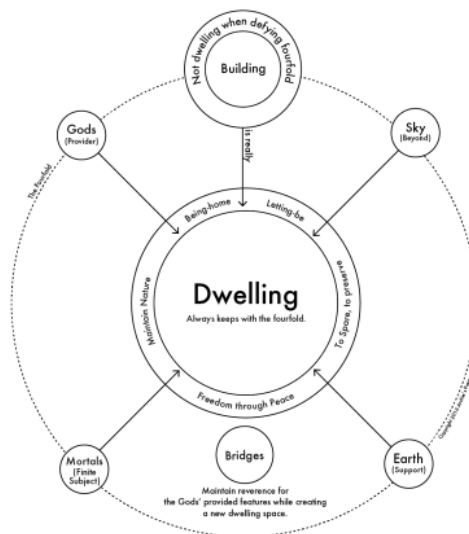 Not dwelling when defying fourfold
Building
is really
Gods
(Provider)
Sky
(Beyond)
The Fourfold
Being-home
Letting-be
Maintain Nature
To Spare, to preserve
Dwelling
Always keeps with the fourfold.
Freedom through Peace
Mortals
(Finite
Subject)
Bridges
Earth
(Support)
Maintain reverence for
the Gods' provided features while creating
a new dwelling space.
Copyright